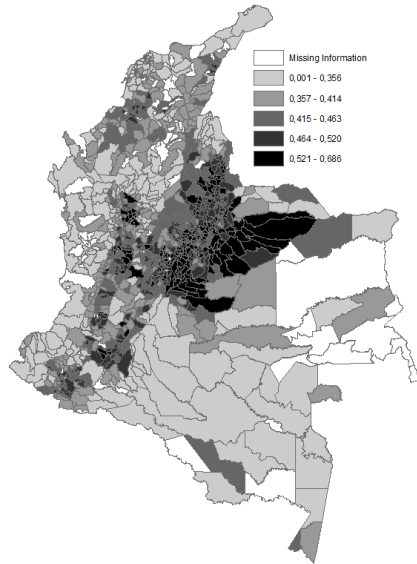 Missing Information
0,001 - 0,356
0,357 - 0,414
0,415 - 0,463
0,464 - 0,520
0,521 - 0,686